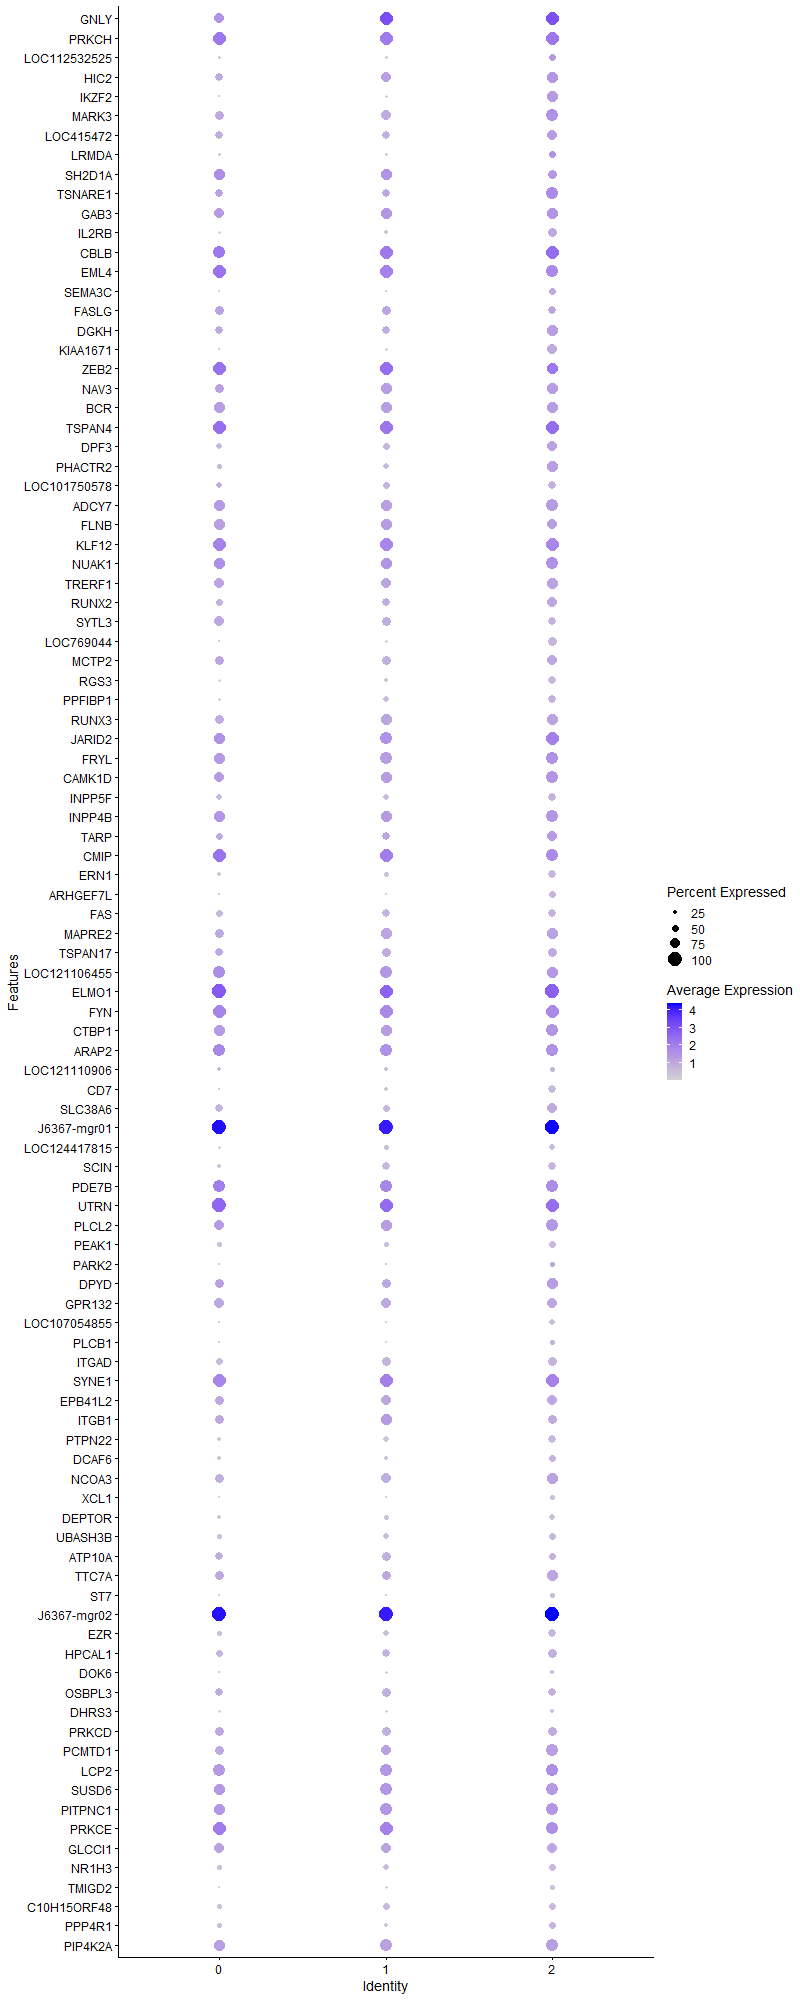 GNLY
PRKCH
LOC112532525
HIC2
IKZF2
MARK3
LOC415472
LRMDA
SH2D1A
TSNARE1
GAB3
IL2RB
CBLB
EML4
SEMA3C
FASLG
DGKH
KIAA1671
ZEB2
NAV3
BCR
TSPAN4
DPF3
PHACTR2
LOC101750578
ADCY7
FLNB
KLF12
NUAK1
TRERF1
RUNX2
SYTL3
LOC769044
MCTP2
RGS3
PPFIBP1
RUNX3
JARID2
FRYL
CAMK1D
INPP5F
INPP4B
TARP
CMIP
ERN1
ARHGEF7L
FAS
MAPRE2
TSPAN17
LOC121106455
ELMO1
FYN
CTBP1
ARAP2
LOC121110906
CD7
SLC38A6
J6367-mgr01
LOC124417815
SCIN
PDE7B
UTRN
PLCL2
PEAK1
PARK2
DPYD
GPR132
LOC107054855
PLCB1
ITGAD
SYNE1
EPB41L2
ITGB1
PTPN22
DCAF6
NCOA3
XCL1
DEPTOR
UBASH3B
ATP10A
TTC7A
ST7
J6367-mgr02
EZR
HPCAL1
DOK6
OSBPL3
DHRS3
PRKCD
PCMTD1
LCP2
SUSD6
PITPNC1
PRKCE
GLCCI1
NR1H3
TMIGD2
C10H15ORF48
PPP4R1
PIP4K2A
Features
0 1 2
Identity
Percent Expressed
25
50
75
100
Average Expression
4
3
2
1